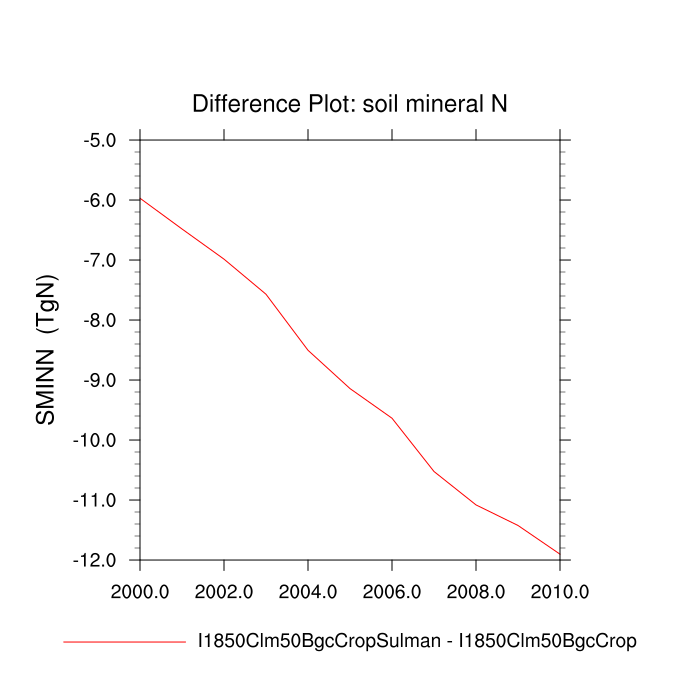 Difference Plot: soil mineral N
-5.0
-6.0
-7.0
-8.0
-9.0
-10.0
-11.0
-12.0
SMINN (TgN)
2000.0 2002.0 2004.0 2006.0 2008.0 2010.0
I1850Clm50BgcCropSulman - I1850Clm50BgcCrop